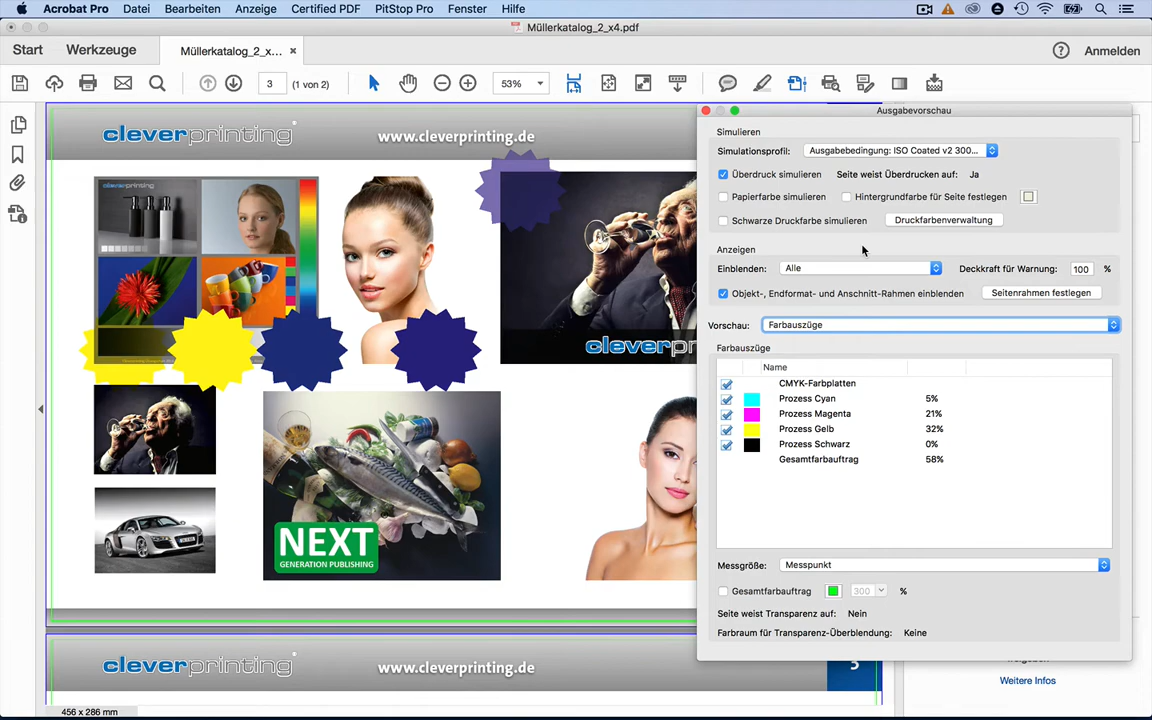 Acrobat Pro Datei Bearbeiten Anzeige Certified PDF PitStop Pro Fenster Hilfe
Müllerkatalog_2_x4.pdf
Start Werkzeuge Müllerkatalog_2_x... × Anmelden
3 (1 von 2) 53%
cleverprinting® www.cleverprinting.de
cleverprinting
NEXT
GENERATION PUBLISHING
cleverprinting® www.cleverprinting.de
456 x 286 mm
Ausgabevorschau
Simulieren
Simulationsprofil: Ausgabebedingung: ISO Coated v2 300...
Überdruck simulieren Seite weist Überdrucken auf: Ja
Papierfarbe simulieren Hintergrundfarbe für Seite festlegen
Schwarze Druckfarbe simulieren Druckfarbenverwaltung
Anzeigen
Einblenden: Alle Deckkraft für Warnung: 100 %
Objekt-, Endformat- und Anschnitt-Rahmen einblenden Seitenrahmen festlegen
Vorschau: Farbauszüge
Farbauszüge
Name
CMYK-Farbplatten
Prozess Cyan 5%
Prozess Magenta 21%
Prozess Gelb 32%
Prozess Schwarz 0%
Gesamtfarbauftrag 58%
Messgröße: Messpunkt
Gesamtfarbauftrag 300 %
Seite weist Transparenz auf: Nein
Farbraum für Transparenz-Überblendung: Keine
Weitere Infos